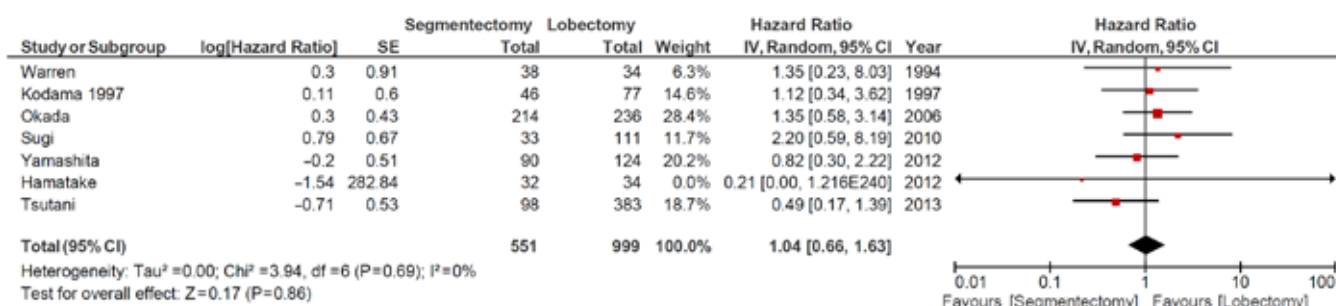 Segmentectomy Lobectomy Hazard Ratio Hazard Ratio
Study or Subgroup log[Hazard Ratio] SE Total Total Weight IV, Random, 95% CI Year IV, Random, 95% CI
Warren 0.3 0.91 38 34 6.3% 1.35 [0.23, 8.03] 1994
Kodama 1997 0.11 0.6 46 77 14.6% 1.12 [0.34, 3.62] 1997
Okada 0.3 0.43 214 236 28.4% 1.35 [0.58, 3.14] 2006
Sugi 0.79 0.67 33 111 11.7% 2.20 [0.59, 8.19] 2010
Yamashita −0.2 0.51 90 124 20.2% 0.82 [0.30, 2.22] 2012
Hamatake −1.54 282.84 32 34 0.0% 0.21 [0.00, 1.216E240] 2012
Tsutani −0.71 0.53 98 383 18.7% 0.49 [0.17, 1.39] 2013
Total (95% CI) 551 999 100.0% 1.04 [0.66, 1.63]
Heterogeneity: Tau² =0.00; Chi² =3.94, df =6 (P=0.69); I²=0%
Test for overall effect: Z=0.17 (P=0.86)
0.01 0.1 1 10 100
Favours [Segmentectomy] Favours [Lobectomy]